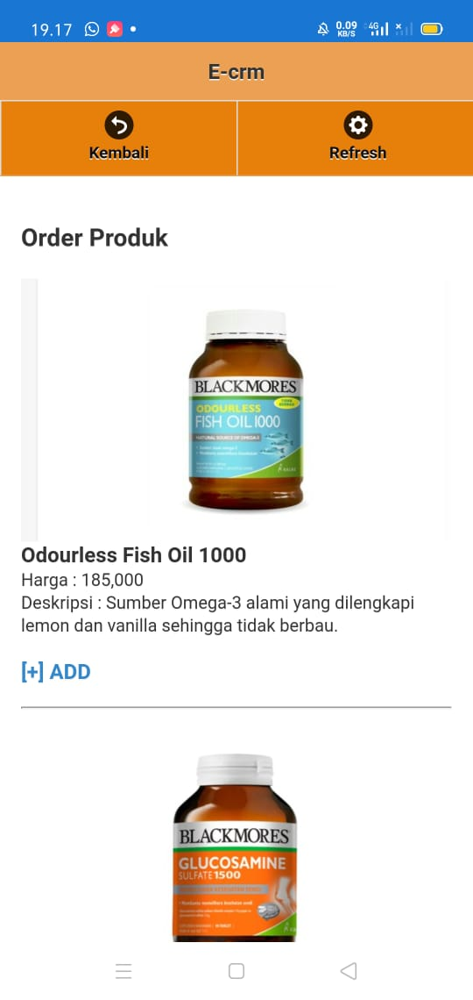 19.17
0.09
KB/S
4G
E-crm
Kembali
Refresh
Order Produk
BLACKMORES
ODOURLESS
FISH OIL 1000
NATURAL SOURCE OF OMEGA-3
Odourless Fish Oil 1000
Harga : 185,000
Deskripsi : Sumber Omega-3 alami yang dilengkapi
lemon dan vanilla sehingga tidak berbau.
[+] ADD
BLACKMORES
GLUCOSAMINE
SULFATE 1500